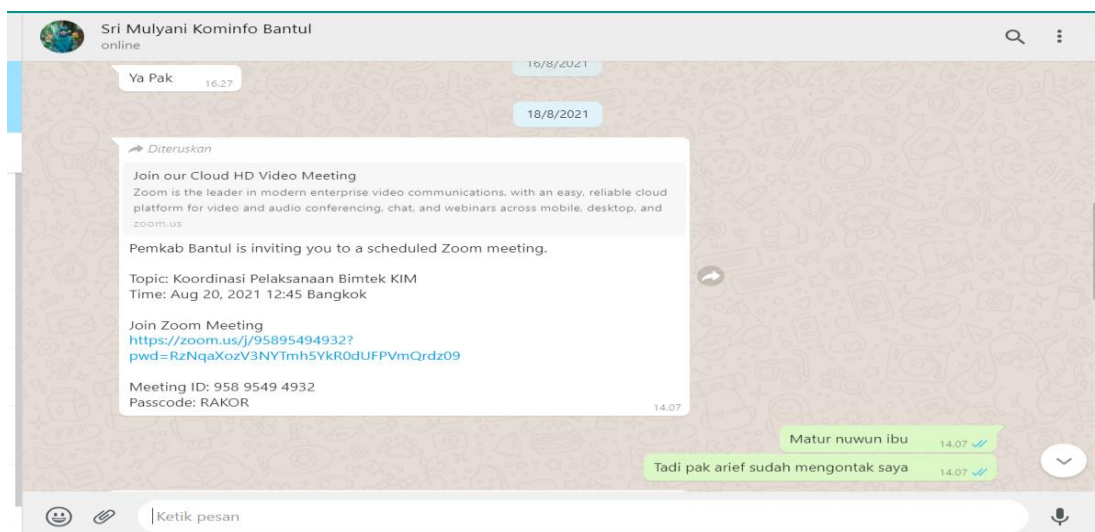 Sri Mulyani Kominfo Bantul
online
16/8/2021
Ya Pak 16.27
18/8/2021
Diteruskan
Join our Cloud HD Video Meeting
Zoom is the leader in modern enterprise video communications, with an easy, reliable cloud
platform for video and audio conferencing, chat, and webinars across mobile, desktop, and
zoom.us
Pemkab Bantul is inviting you to a scheduled Zoom meeting.
Topic: Koordinasi Pelaksanaan Bimtek KIM
Time: Aug 20, 2021 12:45 Bangkok
Join Zoom Meeting
https://zoom.us/j/95895494932?
pwd=RzNqaXozV3NYTmh5YkR0dUFPVmQrdz09
Meeting ID: 958 9549 4932
Passcode: RAKOR
14.07
Matur nuwun ibu 14.07
Tadi pak arief sudah mengontak saya 14.07
Ketik pesan